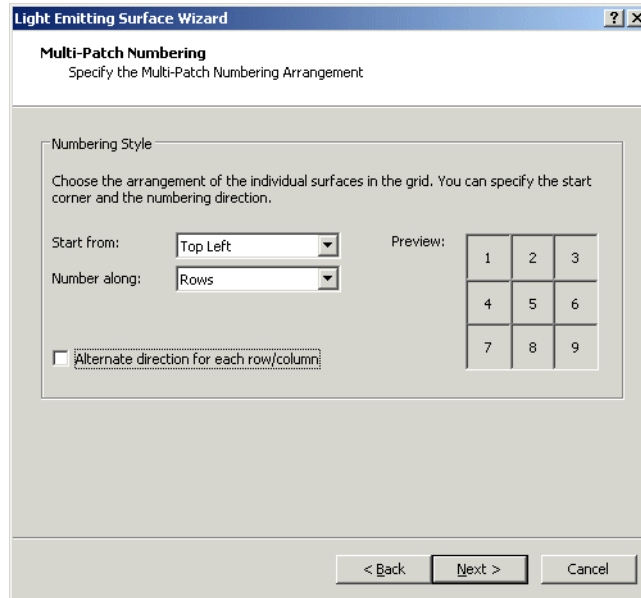 Light Emitting Surface Wizard
Multi-Patch Numbering
Specify the Multi-Patch Numbering Arrangement
Numbering Style
Choose the arrangement of the individual surfaces in the grid. You can specify the start
corner and the numbering direction.
Start from: Top Left Preview:
Number along: Rows
1 2 3
4 5 6
7 8 9
Alternate direction for each row/column
< Back Next > Cancel